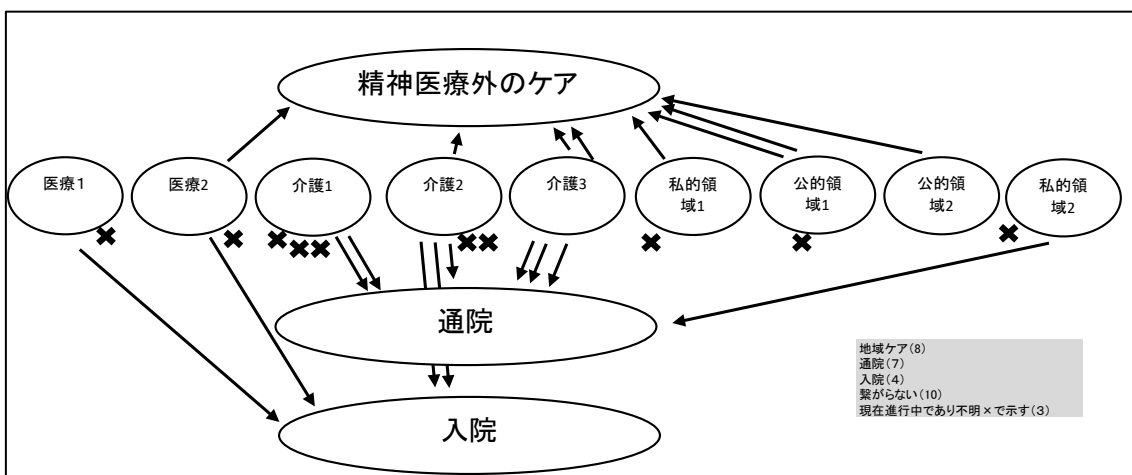 精神医療外のケア
医療1
医療2
介護1
介護2
介護3
私的領
域1
公的領
域1
公的領
域2
私的領
域2
通院
入院
地域ケア(8)
通院(7)
入院(4)
繋がらない(10)
現在進行中であり不明×で示す(3)